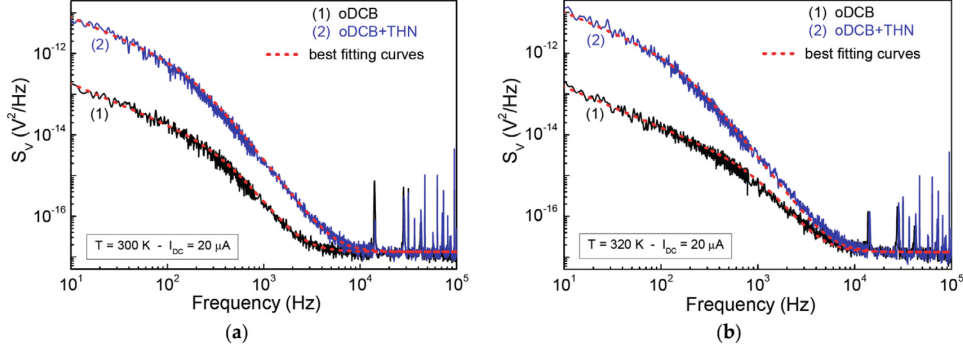 (1) oDCB
(2) oDCB+THN
best fitting curves
10⁻¹²
10⁻¹⁴
10⁻¹⁶
S_V (V²/Hz)
(2)
(1)
T = 300 K - I_DC = 20 μA
10¹ 10² 10³ 10⁴ 10⁵
Frequency (Hz)
(a)
(1) oDCB
(2) oDCB+THN
best fitting curves
10⁻¹²
10⁻¹⁴
10⁻¹⁶
S_V (V²/Hz)
(2)
(1)
T = 320 K - I_DC = 20 μA
10¹ 10² 10³ 10⁴ 10⁵
Frequency (Hz)
(b)